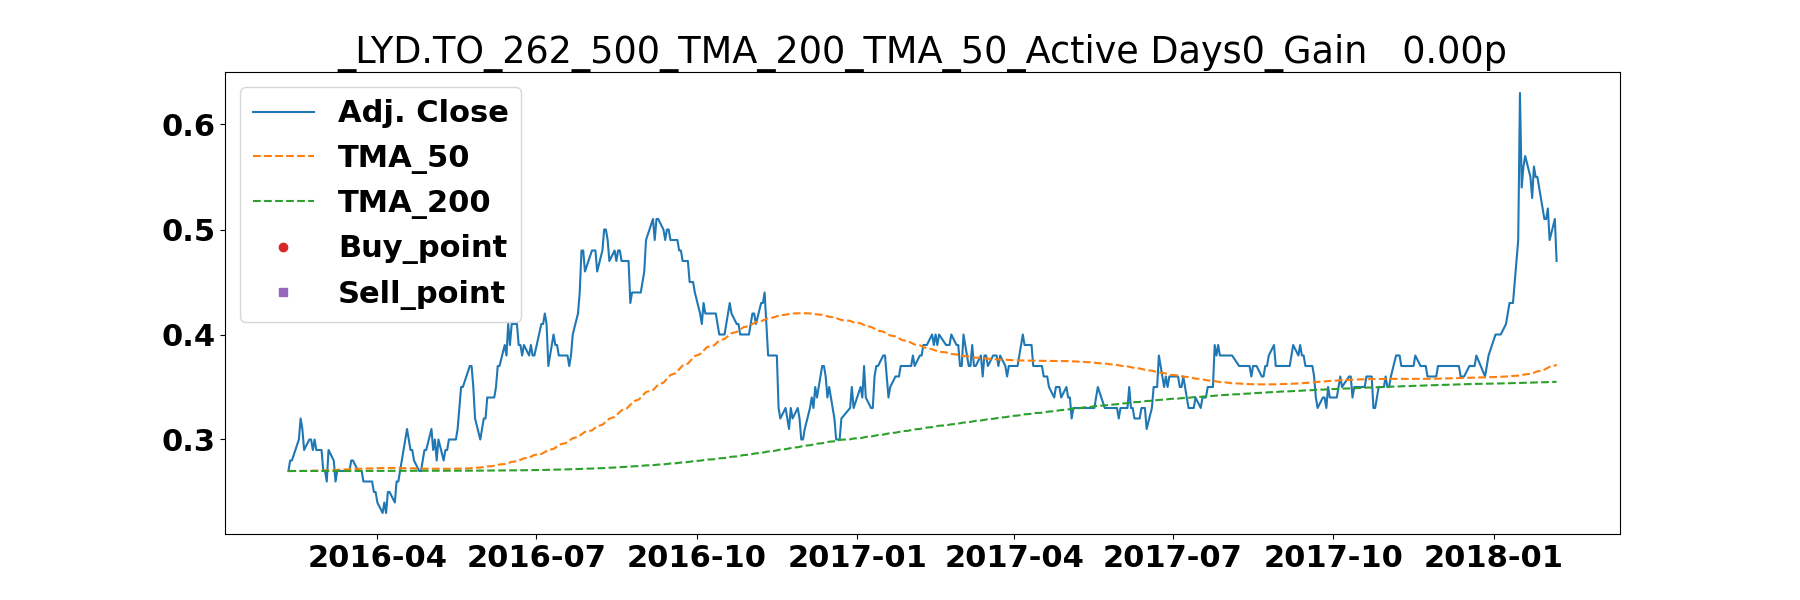 _LYD.TO_262_500_TMA_200_TMA_50_Active Days0_Gain   0.00p
Adj. Close
TMA_50
TMA_200
Buy_point
Sell_point
0.6
0.5
0.4
0.3
2016-04 2016-07 2016-10 2017-01 2017-04 2017-07 2017-10 2018-01